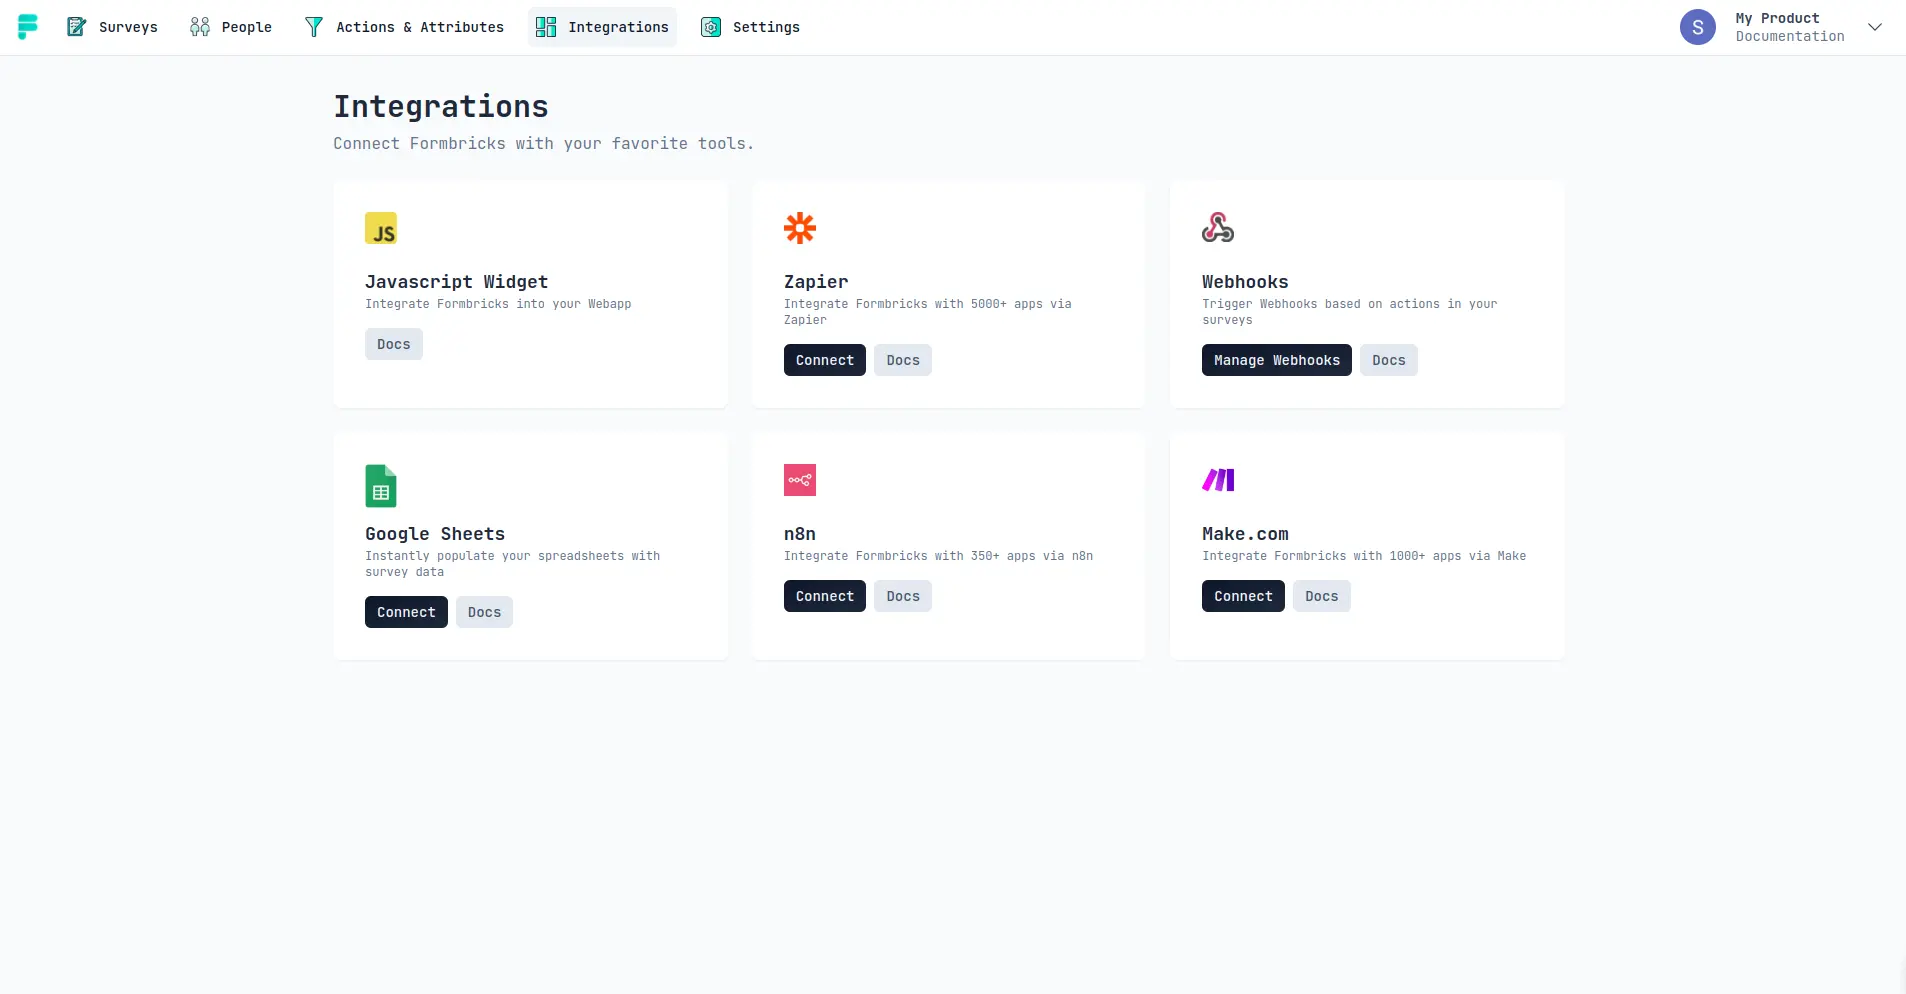 Surveys
People
Actions & Attributes
Integrations
Settings
S
My Product
Documentation
Integrations
Connect Formbricks with your favorite tools.
JS
Javascript Widget
Integrate Formbricks into your Webapp
Docs
Zapier
Integrate Formbricks with 5000+ apps via
Zapier
Connect
Docs
Webhooks
Trigger Webhooks based on actions in your
surveys
Manage Webhooks
Docs
Google Sheets
Instantly populate your spreadsheets with
survey data
Connect
Docs
n8n
Integrate Formbricks with 350+ apps via n8n
Connect
Docs
Make.com
Integrate Formbricks with 1000+ apps via Make
Connect
Docs